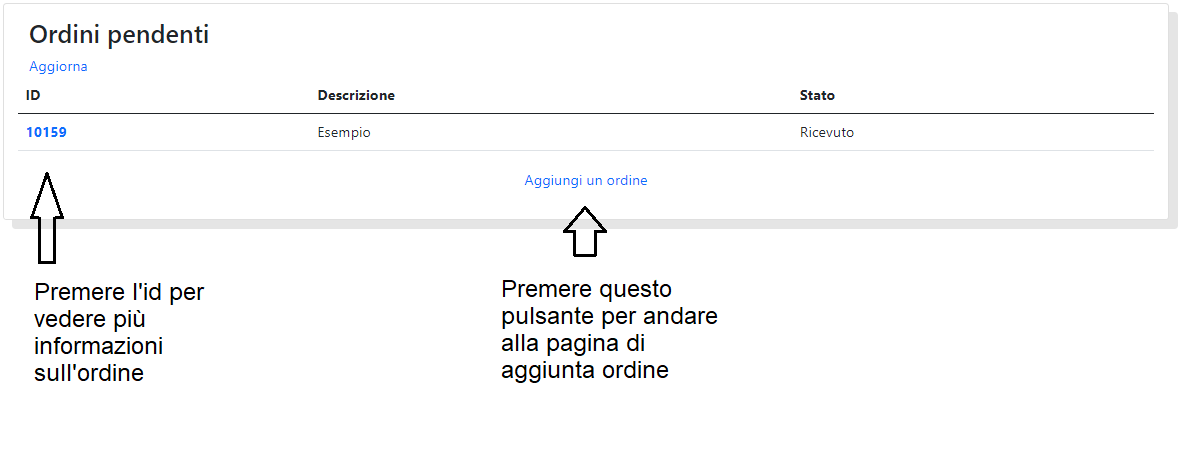 Ordini pendenti
Aggiorna
ID Descrizione Stato
10159 Esempio Ricevuto
Aggiungi un ordine
Premere l'id per
vedere più
informazioni
sull'ordine
Premere questo
pulsante per andare
alla pagina di
aggiunta ordine